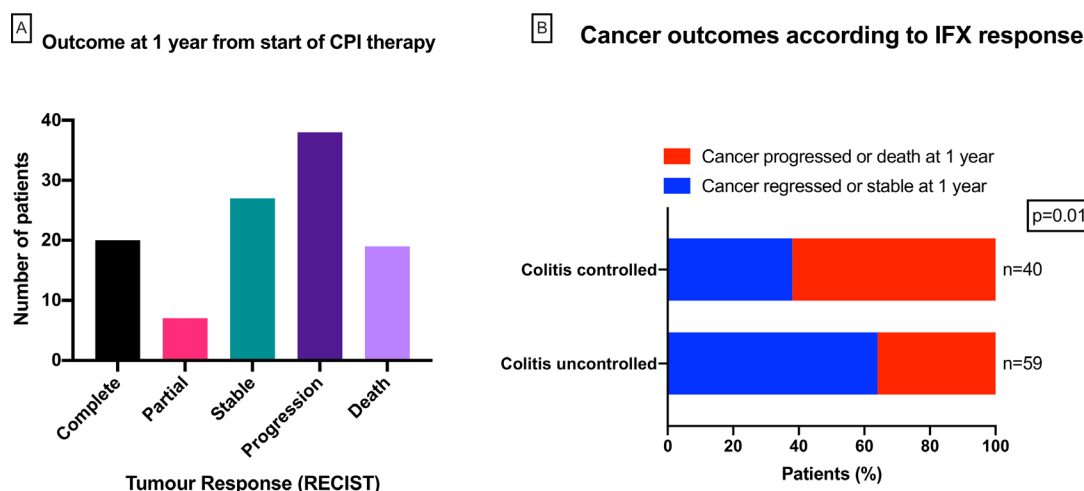 A
Outcome at 1 year from start of CPI therapy
Number of patients
40
30
20
10
0
Complete
Partial
Stable
Progression
Death
Tumour Response (RECIST)
B
Cancer outcomes according to IFX response
Cancer progressed or death at 1 year
Cancer regressed or stable at 1 year
p=0.01
Colitis controlled
n=40
Colitis uncontrolled
n=59
0 20 40 60 80 100
Patients (%)